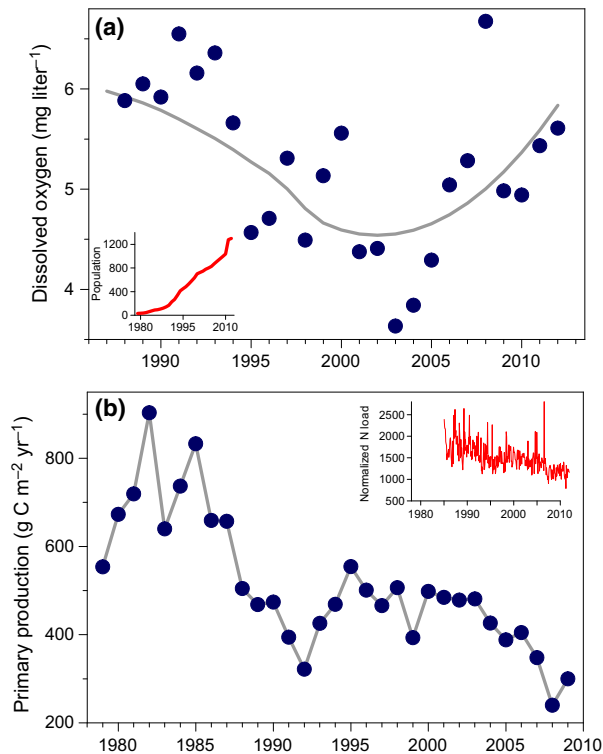 (a)
Dissolved oxygen (mg liter⁻¹)
6
5
4
Population
1200
800
400
0
1980 1995 2010
1990 1995 2000 2005 2010
(b)
Primary production (g C m⁻² yr⁻¹)
800
600
400
200
Normalized N load
2500
2000
1500
1000
500
1980 1990 2000 2010
1980 1985 1990 1995 2000 2005 2010